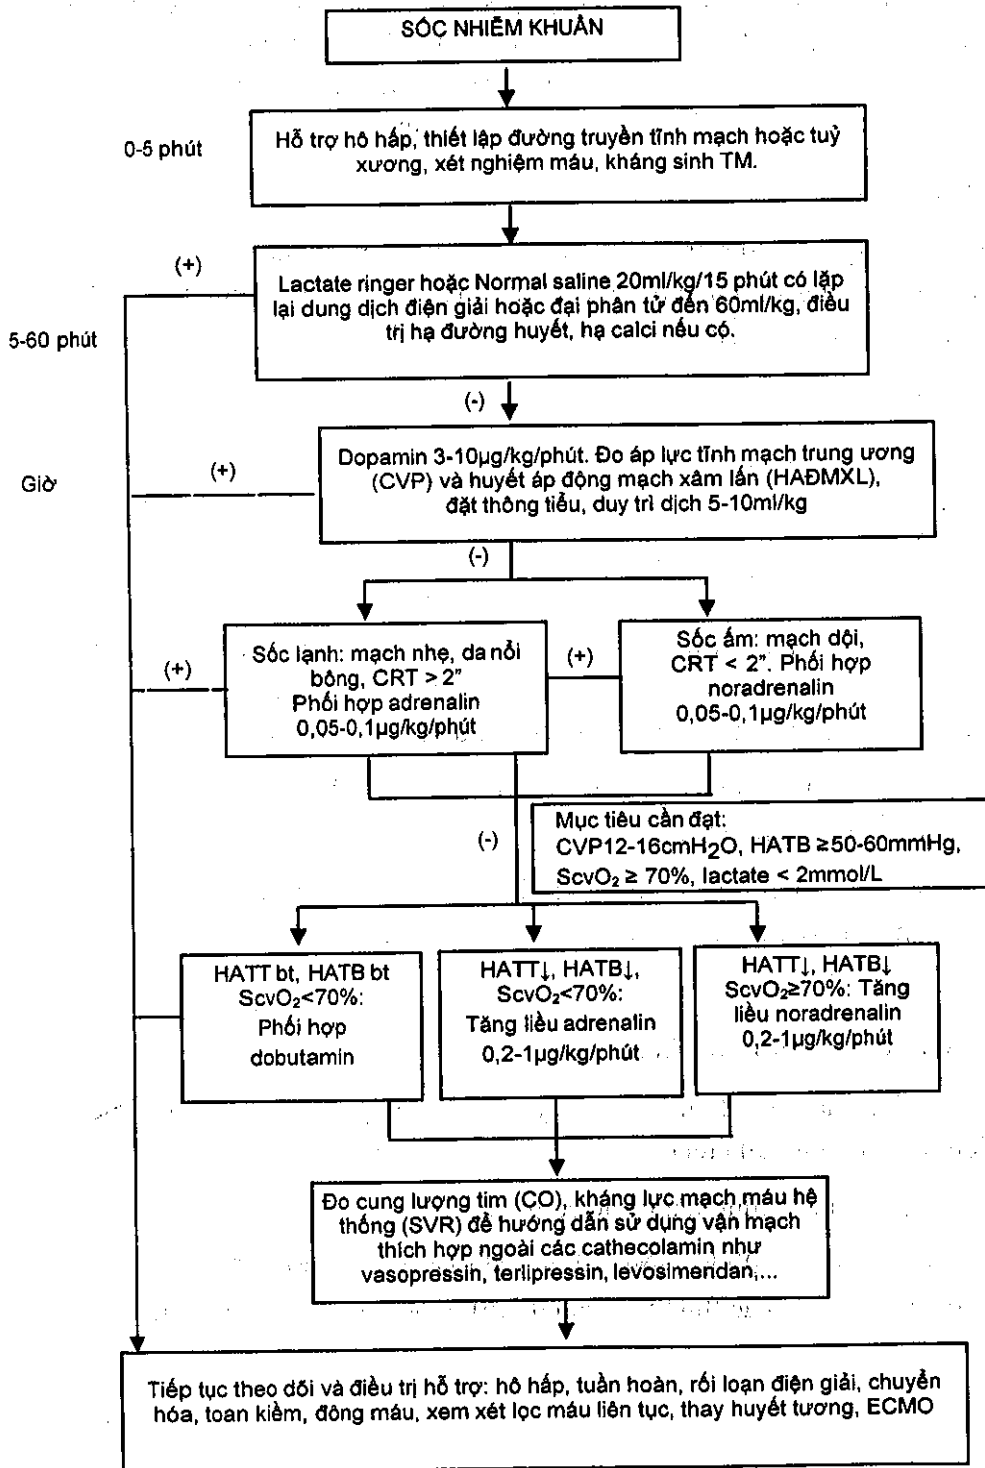 SỐC NHIỄM KHUẨN
0-5 phút
Hỗ trợ hô hấp, thiết lập đường truyền tĩnh mạch hoặc tuỷ
xương, xét nghiệm máu, kháng sinh TM.
(+)
Lactate ringer hoặc Normal saline 20ml/kg/15 phút có lặp
lại dung dịch điện giải hoặc đại phân tử đến 60ml/kg, điều
trị hạ đường huyết, hạ calci nếu có.
5-60 phút
(-)
Giờ
(+)
Dopamin 3-10µg/kg/phút. Đo áp lực tĩnh mạch trung ương
(CVP) và huyết áp động mạch xâm lấn (HAĐMXL),
đặt thông tiểu, duy trì dịch 5-10ml/kg
(-)
(+)
Sốc lạnh: mạch nhẹ, da nổi
bông, CRT > 2"
Phối hợp adrenalin
0,05-0,1µg/kg/phút
(+)
Sốc ấm: mạch dội,
CRT < 2". Phối hợp
noradrenalin
0,05-0,1µg/kg/phút
(-)
Mục tiêu cần đạt:
CVP12-16cmH₂O, HATB ≥50-60mmHg,
ScvO₂ ≥ 70%, lactate < 2mmol/L
HATT bt, HATB bt
ScvO₂<70%:
Phối hợp
dobutamin
HATT↓, HATB↓,
ScvO₂<70%:
Tăng liều adrenalin
0,2-1µg/kg/phút
HATT↓, HATB↓
ScvO₂≥70%: Tăng
liều noradrenalin
0,2-1µg/kg/phút
Đo cung lượng tim (CO), kháng lực mạch máu hệ
thống (SVR) để hướng dẫn sử dụng vận mạch
thích hợp ngoài các cathecolamin như
vasopressin, terlipressin, levosimendan,...
Tiếp tục theo dõi và điều trị hỗ trợ: hô hấp, tuần hoàn, rối loạn điện giải, chuyển
hóa, toan kiềm, đông máu, xem xét lọc máu liên tục, thay huyết tương, ECMO